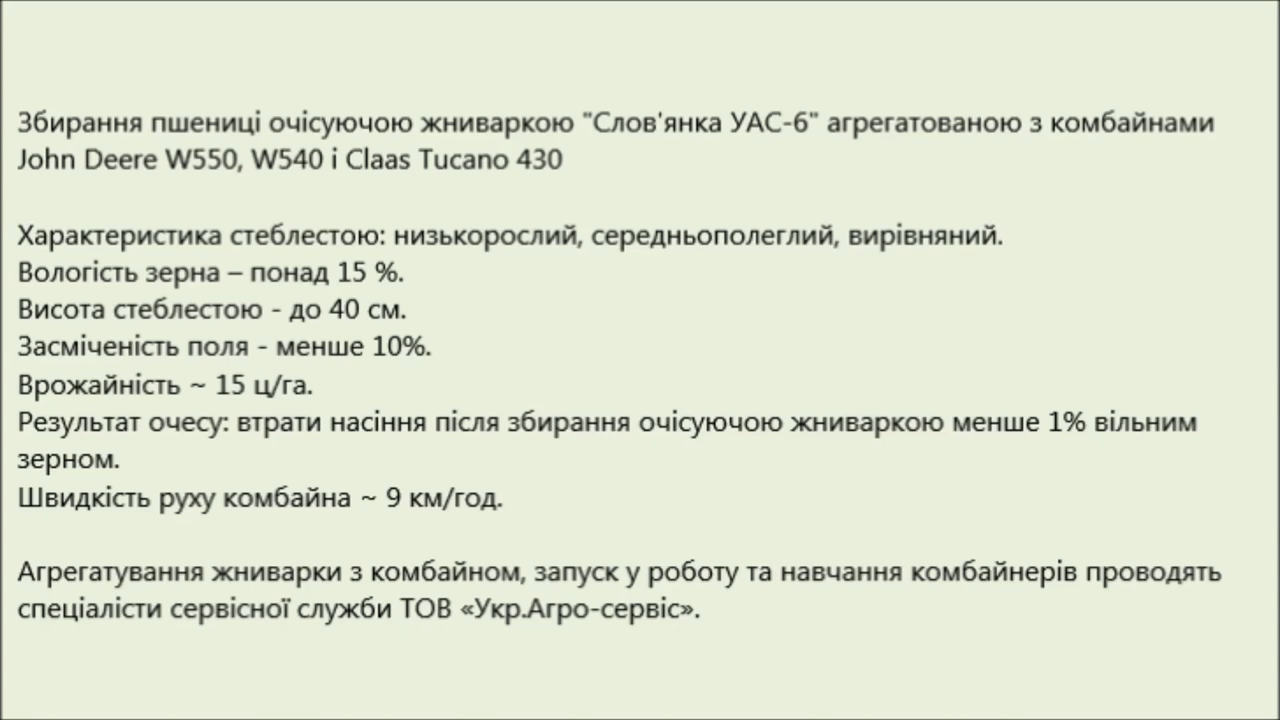 Збирання пшениці очісуючою жниваркою "Слов'янка УАС-6" агрегатованою з комбайнами
John Deere W550, W540 і Claas Tucano 430
Характеристика стеблестою: низькорослий, середньополеглий, вирівняний.
Вологість зерна – понад 15 %.
Висота стеблестою - до 40 см.
Засміченість поля - менше 10%.
Врожайність ~ 15 ц/га.
Результат очесу: втрати насіння після збирання очісуючою жниваркою менше 1% вільним
зерном.
Швидкість руху комбайна ~ 9 км/год.
Агрегатування жниварки з комбайном, запуск у роботу та навчання комбайнерів проводять
спеціалісти сервісної служби ТОВ «Укр.Агро-сервіс».